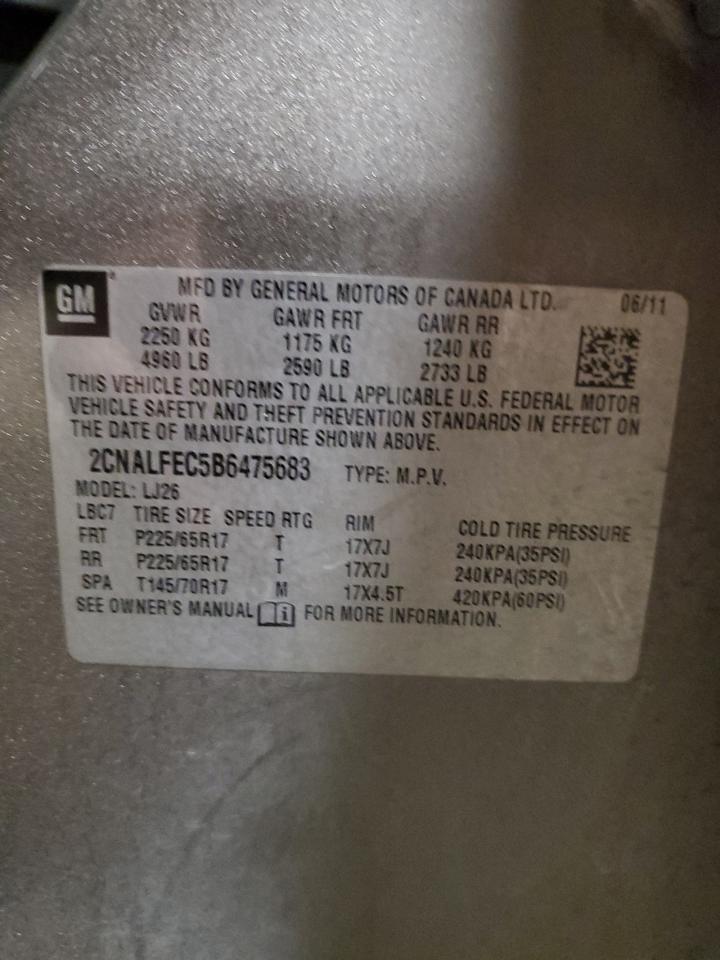 GM
MFD BY GENERAL MOTORS OF CANADA LTD. 06/11
GVWR GAWR FRT GAWR RR
2250 KG 1175 KG 1240 KG
4960 LB 2590 LB 2733 LB
THIS VEHICLE CONFORMS TO ALL APPLICABLE U.S. FEDERAL MOTOR
VEHICLE SAFETY AND THEFT PREVENTION STANDARDS IN EFFECT ON
THE DATE OF MANUFACTURE SHOWN ABOVE.
2CNALFEC5B6475683 TYPE: M.P.V.
MODEL: LJ26
LBC7 TIRE SIZE SPEED RTG RIM COLD TIRE PRESSURE
FRT P225/65R17 T 17X7J 240KPA(35PSI)
RR P225/65R17 T 17X7J 240KPA(35PSI)
SPA T145/70R17 M 17X4.5T 420KPA(60PSI)
SEE OWNER'S MANUAL FOR MORE INFORMATION.